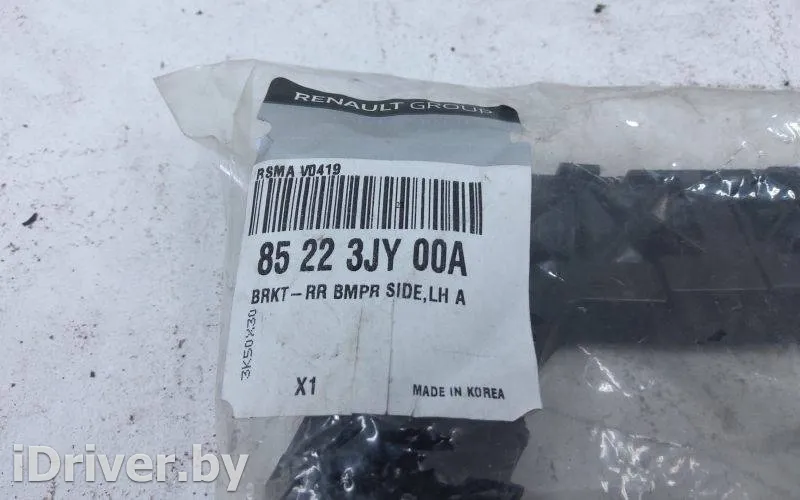 RENAULT GROUP
RSMA V0419
85 22 3JY 00A
BRKT-RR BMPR SIDE,LH A
3K50X30
X1
MADE IN KOREA
iDriver.by